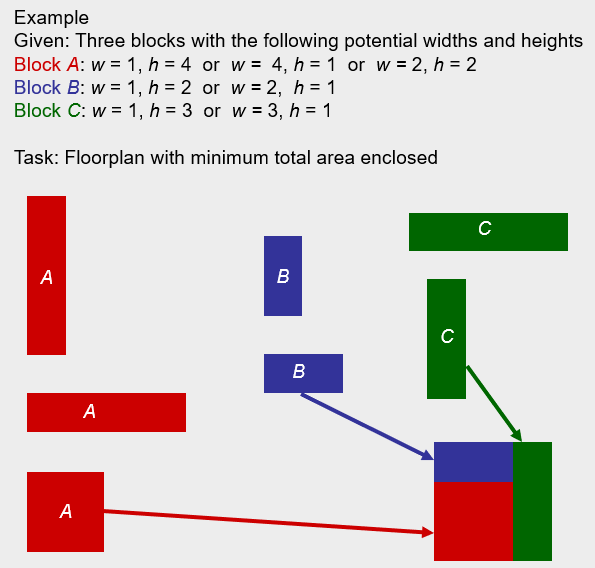 Example
Given: Three blocks with the following potential widths and heights
Block A: w = 1, h = 4 or w = 4, h = 1 or w = 2, h = 2
Block B: w = 1, h = 2 or w = 2, h = 1
Block C: w = 1, h = 3 or w = 3, h = 1
Task: Floorplan with minimum total area enclosed
C
A
B
C
B
A
A